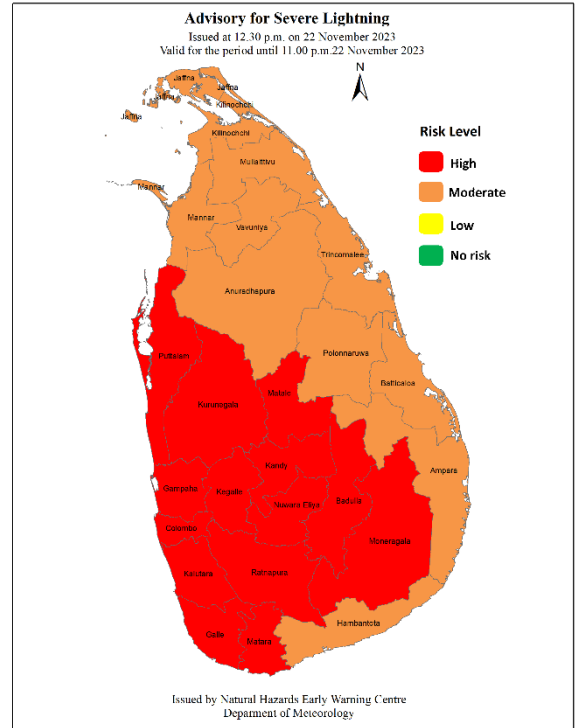 Advisory for Severe Lightning
Issued at 12.30 p.m. on 22 November 2023
Valid for the period until 11.00 p.m.22 November 2023
N
Jaffna
Jaffna
Jaffna
Kilinochchi
Jaffna
Kilinochchi
Risk Level
High
Moderate
Low
No risk
Mullaittivu
Mannar
Mannar
Vavuniya
Trincomalee
Anuradhapura
Puttalam
Polonnaruwa
Batticaloa
Matale
Kurunegala
Kandy
Ampara
Gampaha
Kegalle
Badulla
Nuwara Eliya
Colombo
Moneragala
Kalutara
Ratnapura
Hambantota
Galle
Matara
Issued by Natural Hazards Early Warning Centre
Deparment of Meteorology